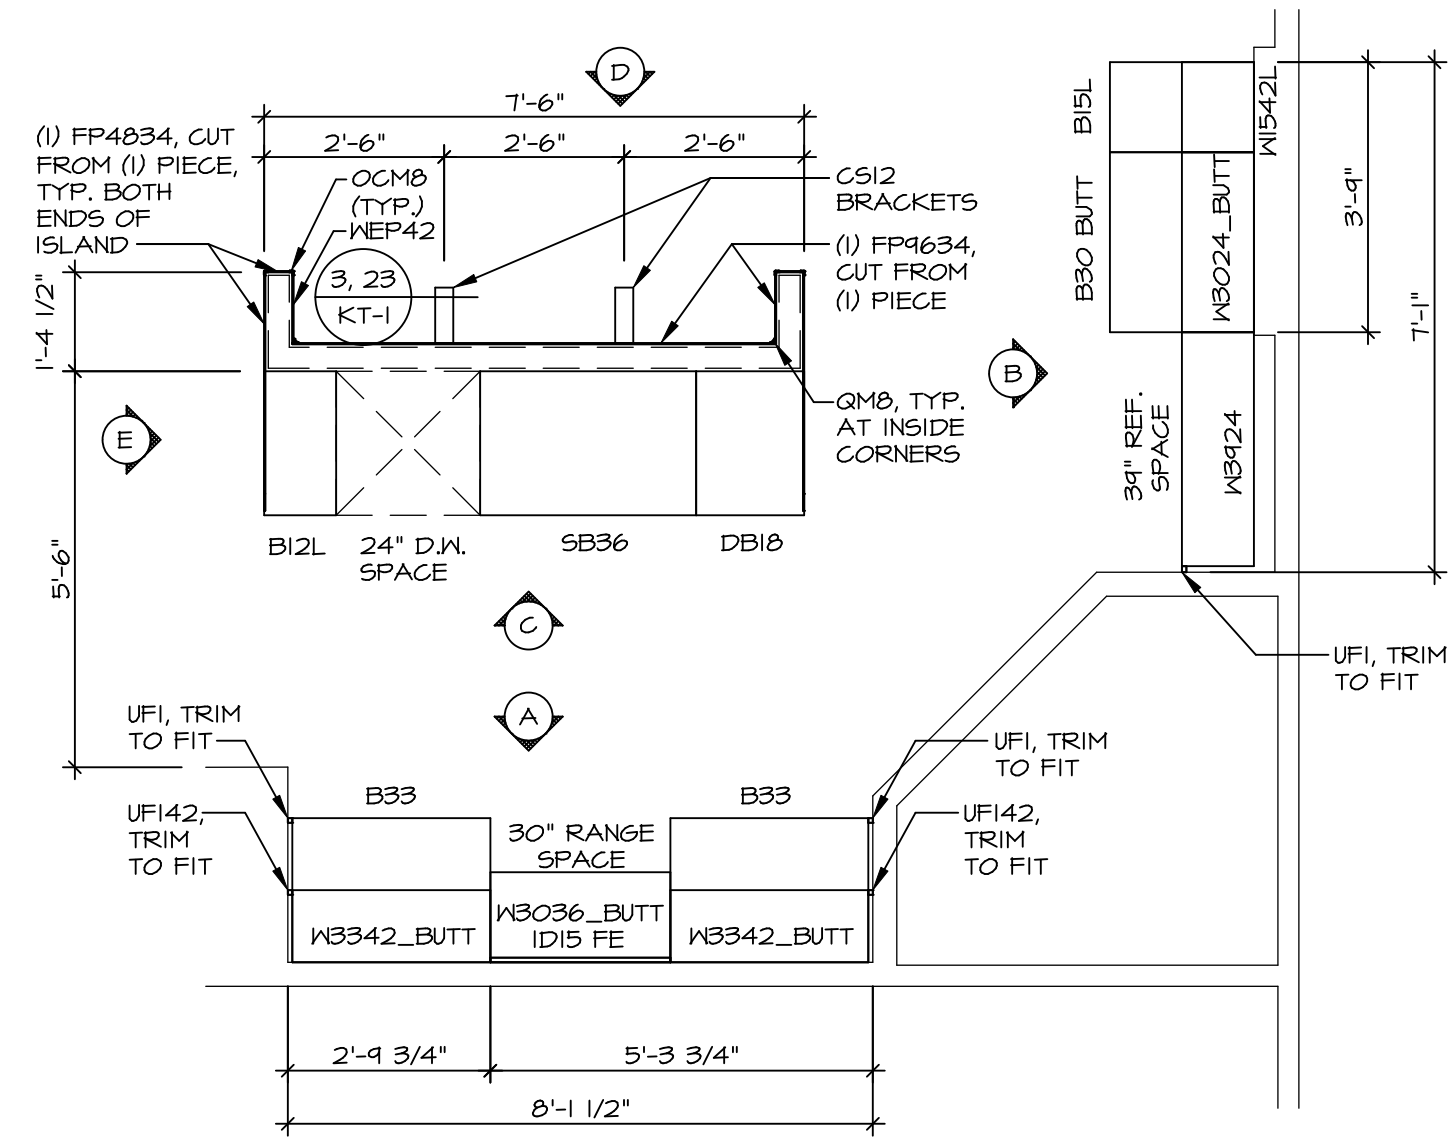 D
7'-6"
2'-6"
2'-6"
2'-6"
(1) FP4834, CUT
FROM (1) PIECE,
TYP. BOTH
ENDS OF
ISLAND
OCM8
(TYP.)
WEP42
CS12
BRACKETS
(1) FP9634,
CUT FROM
(1) PIECE
3, 23
KT-1
1'-4 1/2"
QM8, TYP.
AT INSIDE
CORNERS
E
B
5'-6"
B12L
24" D.W.
SPACE
SB36
DB18
C
A
B15L
W1542L
B30 BUTT
W3024_BUTT
3'-9"
7'-1"
39" REF.
SPACE
W3924
UF1, TRIM
TO FIT
UF1, TRIM
TO FIT
UF1, TRIM
TO FIT
B33
B33
UF142,
TRIM
TO FIT
30" RANGE
SPACE
UF142,
TRIM
TO FIT
W3342_BUTT
W3036_BUTT
1D15 FE
W3342_BUTT
2'-9 3/4"
5'-3 3/4"
8'-1 1/2"